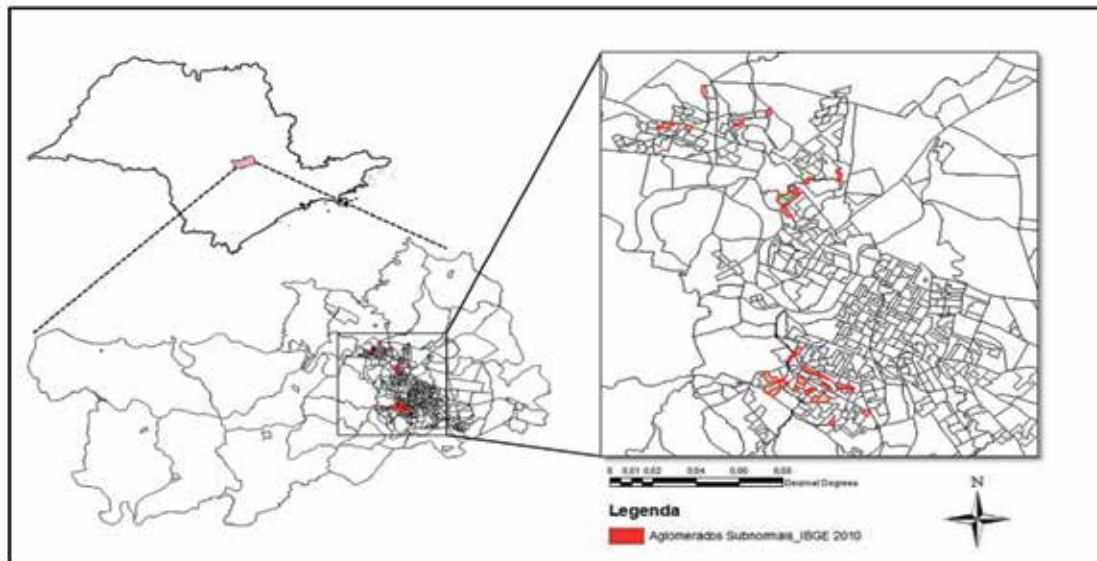 0 0,01 0,02 0,04 0,06 0,08
Decimal Degrees
N
Legenda
Aglomerados Subnormais_IBGE 2010